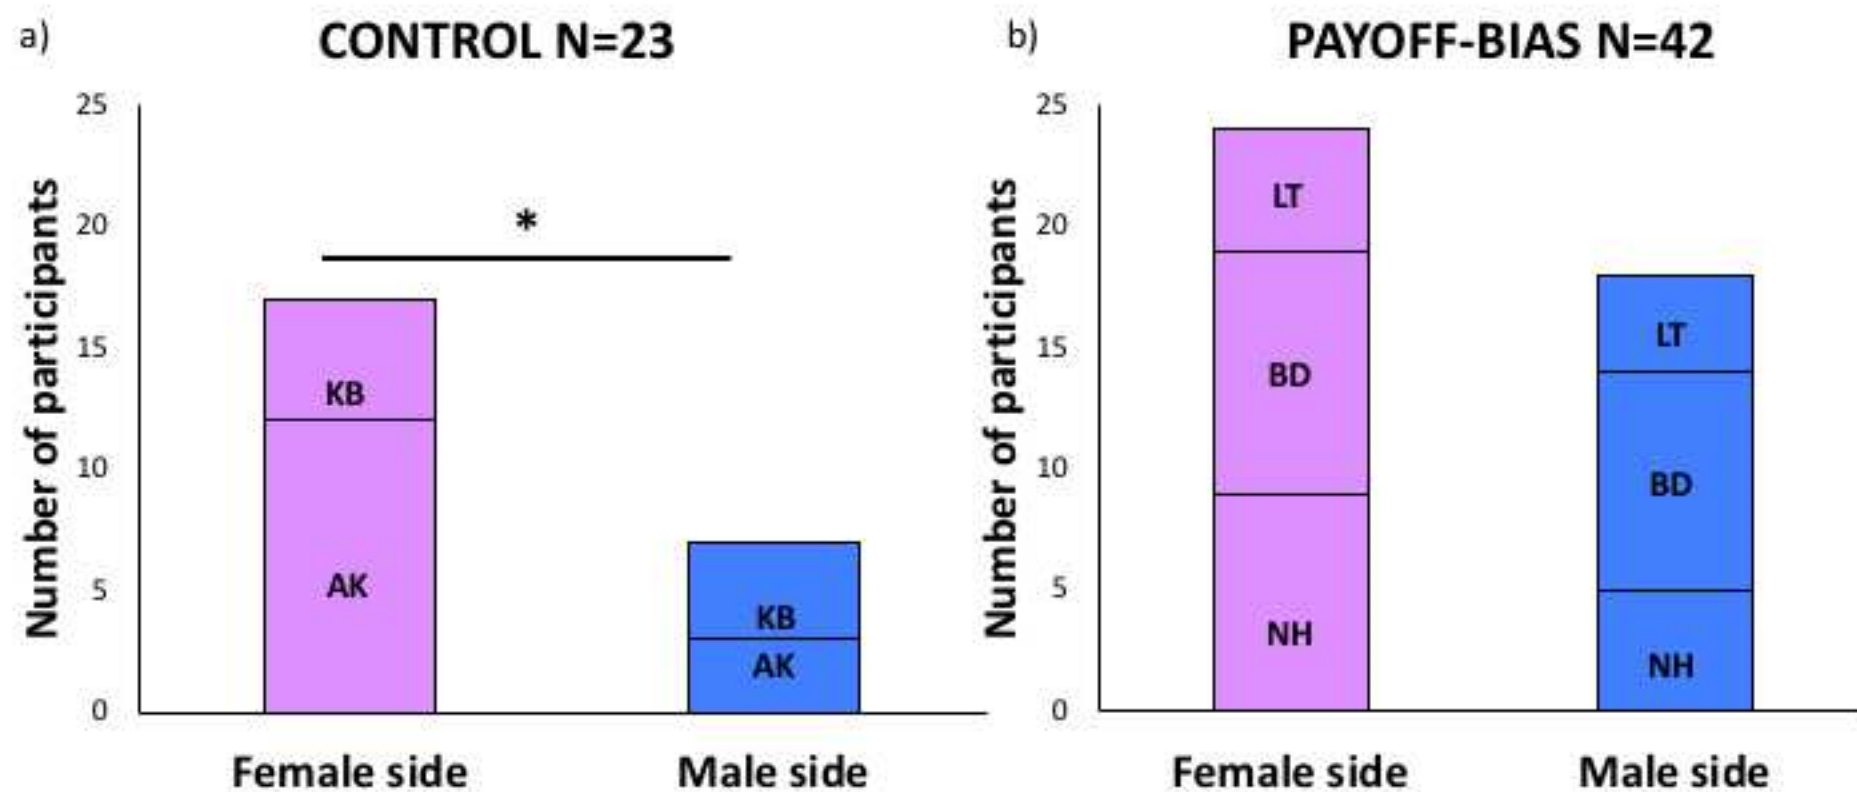 a)
CONTROL N=23
Number of participants
25
20
15
10
5
0
*
KB
AK
KB
AK
Female side
Male side
b)
PAYOFF-BIAS N=42
Number of participants
25
20
15
10
5
0
LT
BD
NH
LT
BD
NH
Female side
Male side